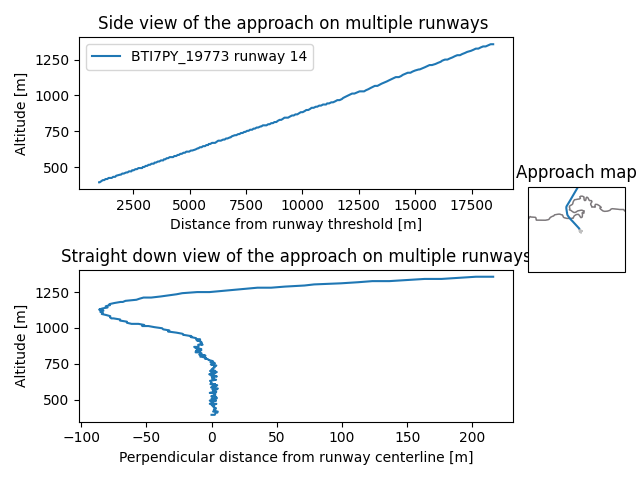 Side view of the approach on multiple runways
BTI7PY_19773 runway 14
Altitude [m]
1250
1000
750
500
2500 5000 7500 10000 12500 15000 17500
Distance from runway threshold [m]
Approach map
Straight down view of the approach on multiple runways
Altitude [m]
1250
1000
750
500
−100 −50 0 50 100 150 200
Perpendicular distance from runway centerline [m]